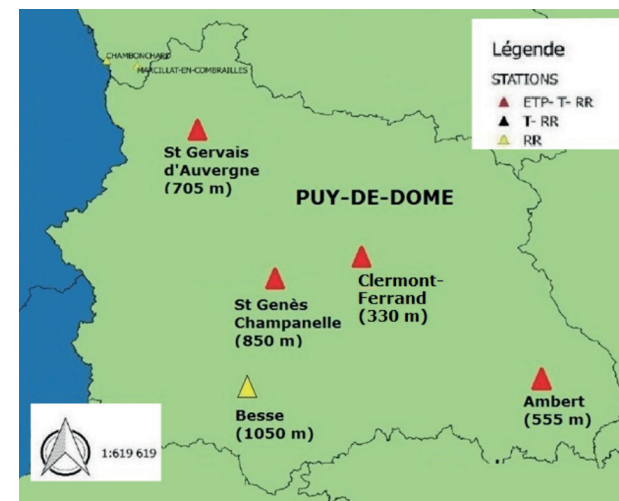 CHAMBONCHARD
MARCILLAT-EN-COMBRAILLES
Légende
STATIONS
ETP- T- RR
T- RR
RR
St Gervais
d'Auvergne
(705 m)
PUY-DE-DOME
Clermont-
Ferrand
(330 m)
St Genès
Champanelle
(850 m)
Besse
(1050 m)
Ambert
(555 m)
1:619 619